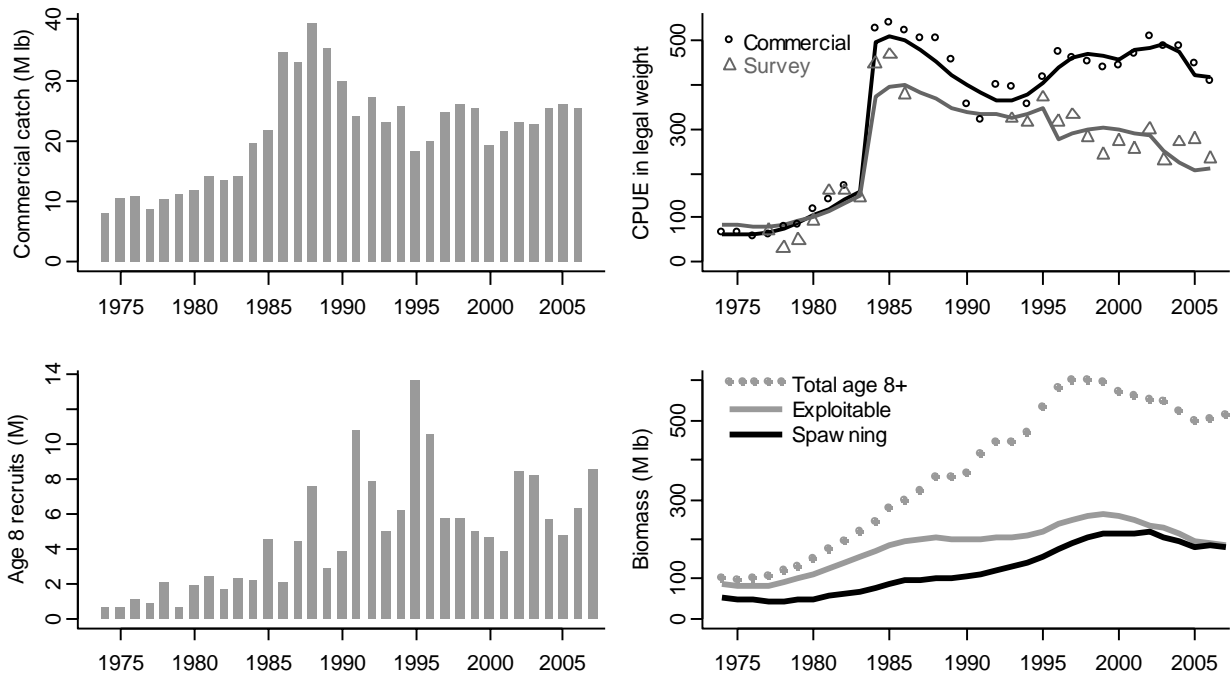 Commercial catch (M lb)
40
30
20
10
0
1975 1980 1985 1990 1995 2000 2005
CPUE in legal weight
500
300
100
0
Commercial
Survey
1975 1980 1985 1990 1995 2000 2005
Age 8 recruits (M)
14
8
6
4
2
0
10
1975 1980 1985 1990 1995 2000 2005
Biomass (M lb)
500
300
100
0
Total age 8+
Exploitable
Spaw ning
1975 1980 1985 1990 1995 2000 2005